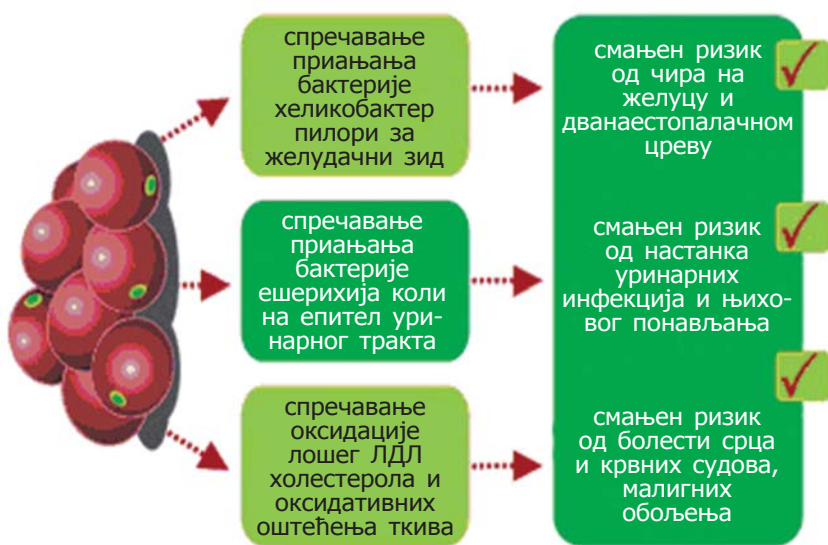 спречавање
приањања
бактерије
хеликобактер
пилори за
желудачни зид
смањен ризик
од чира на
желуцу и
дванаестопалачном
цреву
спречавање
приањања
бактерије
ешерихија коли
на епител ури-
нарног тракта
смањен ризик
од настанка
уринарних
инфекција и њихо-
вог понављања
спречавање
оксидације
лошег ЛДЛ
холестерола и
оксидативних
оштећења ткива
смањен ризик
од болести срца
и крвних судова,
малигних
обољења